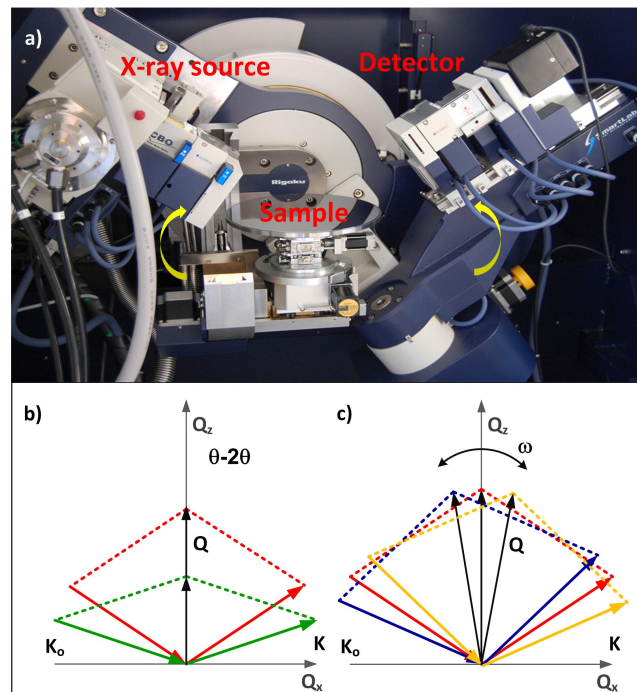 a)
X-ray source
Detector
CBO
SmartLab
Rigaku
Sample
b)
Qz
θ-2θ
Q
Ko
K
Qx
c)
Qz
ω
Q
Ko
K
Qx